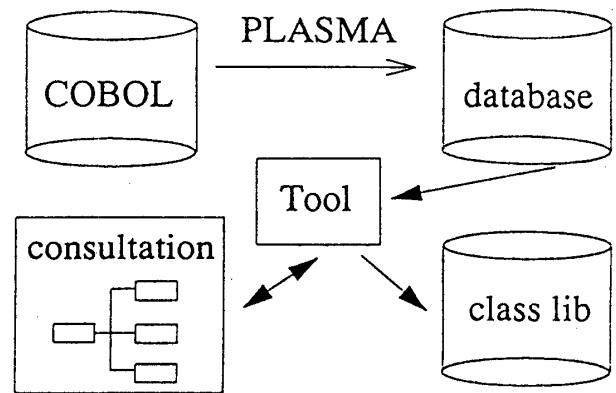 PLASMA
COBOL
database
Tool
consultation
class lib